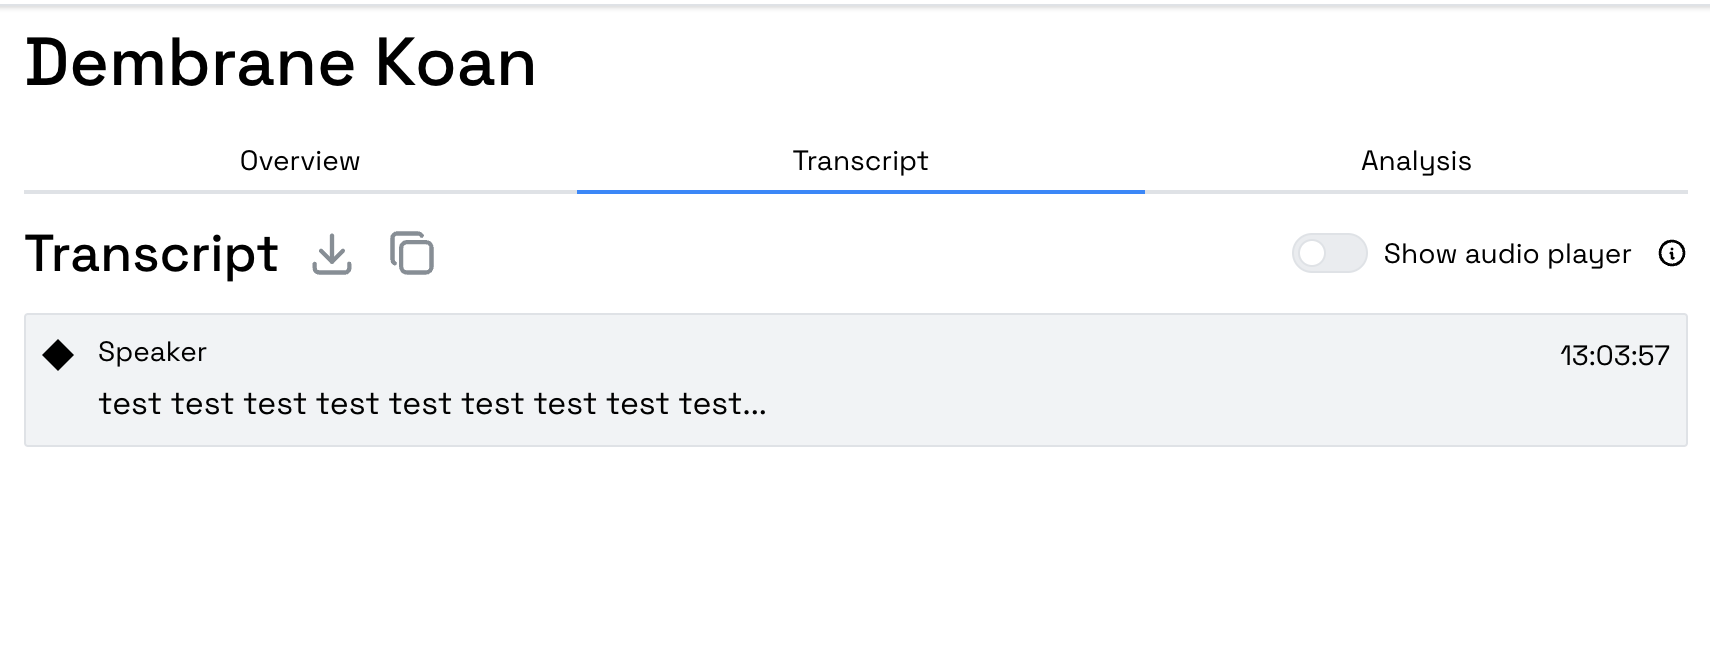 Dembrane Koan
Overview
Transcript
Analysis
Transcript
Show audio player
Speaker
13:03:57
test test test test test test test test test...